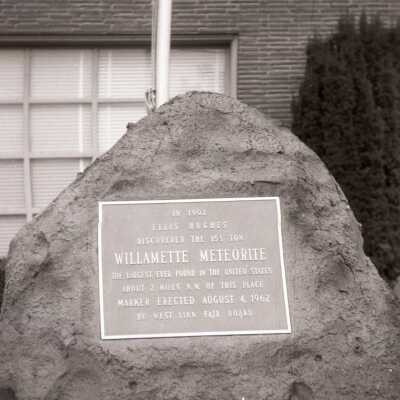 IN 1902
ELLIS HUGHES
DISCOVERED THE 15½ TON
WILLAMETTE METEORITE
THE LARGEST EVER FOUND IN THE UNITED STATES
ABOUT 2 MILES N.W. OF THIS PLACE
MARKER ERECTED AUGUST 4, 1962
BY WEST LINN FAIR BOARD